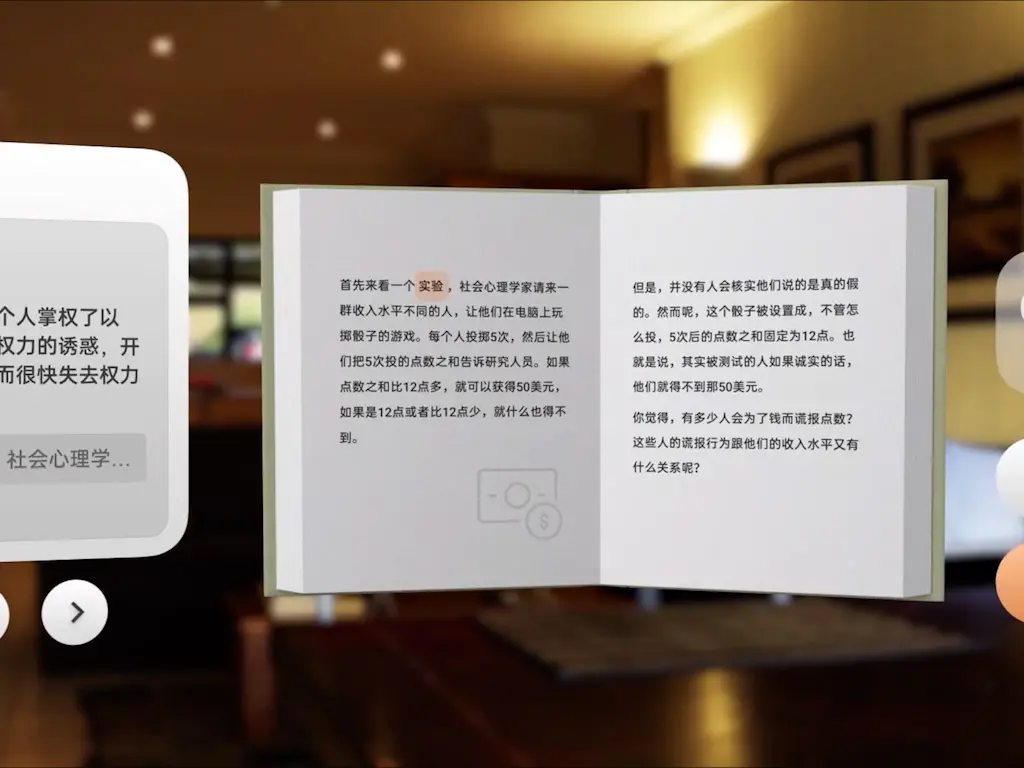 个人掌权了以
权力的诱惑，开
而很快失去权力
社会心理学...
首先来看一个实验，社会心理学家请来一
群收入水平不同的人，让他们在电脑上玩
掷骰子的游戏。每个人投掷5次，然后让他
们把5次投的点数之和告诉研究人员。如果
点数之和比12点多，就可以获得50美元，
如果是12点或者比12点少，就什么也得不
到。
$
但是，并没有人会核实他们说的是真的假
的。然而呢，这个骰子被设置成，不管怎
么投，5次后的点数之和固定为12点。也
就是说，其实被测试的人如果诚实的话，
他们就得不到那50美元。
你觉得，有多少人会为了钱而谎报点数？
这些人的谎报行为跟他们的收入水平又有
什么关系呢？